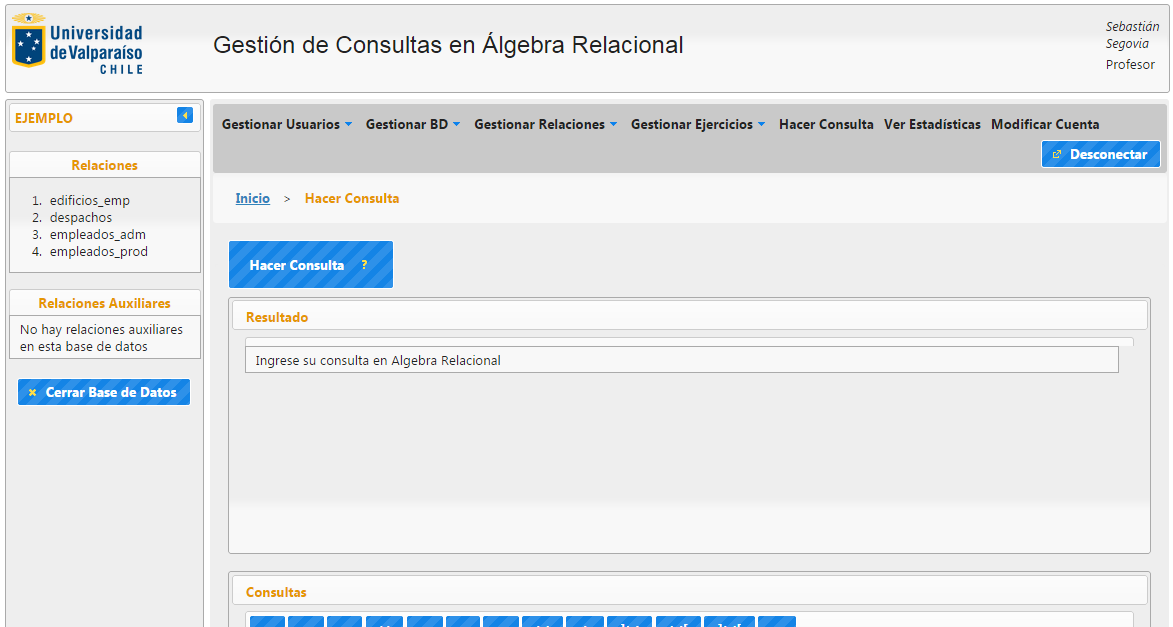 Universidad
de Valparaíso
CHILE
Gestión de Consultas en Álgebra Relacional
Sebastián
Segovia
Profesor
EJEMPLO
Relaciones
1. edificios_emp
2. despachos
3. empleados_adm
4. empleados_prod
Relaciones Auxiliares
No hay relaciones auxiliares
en esta base de datos
Cerrar Base de Datos
Gestionar Usuarios Gestionar BD Gestionar Relaciones Gestionar Ejercicios Hacer Consulta Ver Estadísticas Modificar Cuenta
Desconectar
Inicio > Hacer Consulta
Hacer Consulta ?
Resultado
Ingrese su consulta en Algebra Relacional
Consultas